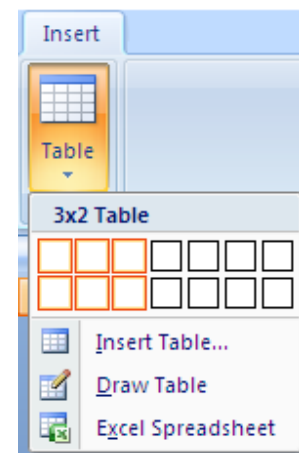 Insert
Table
3x2 Table
Insert Table...
Draw Table
Excel Spreadsheet